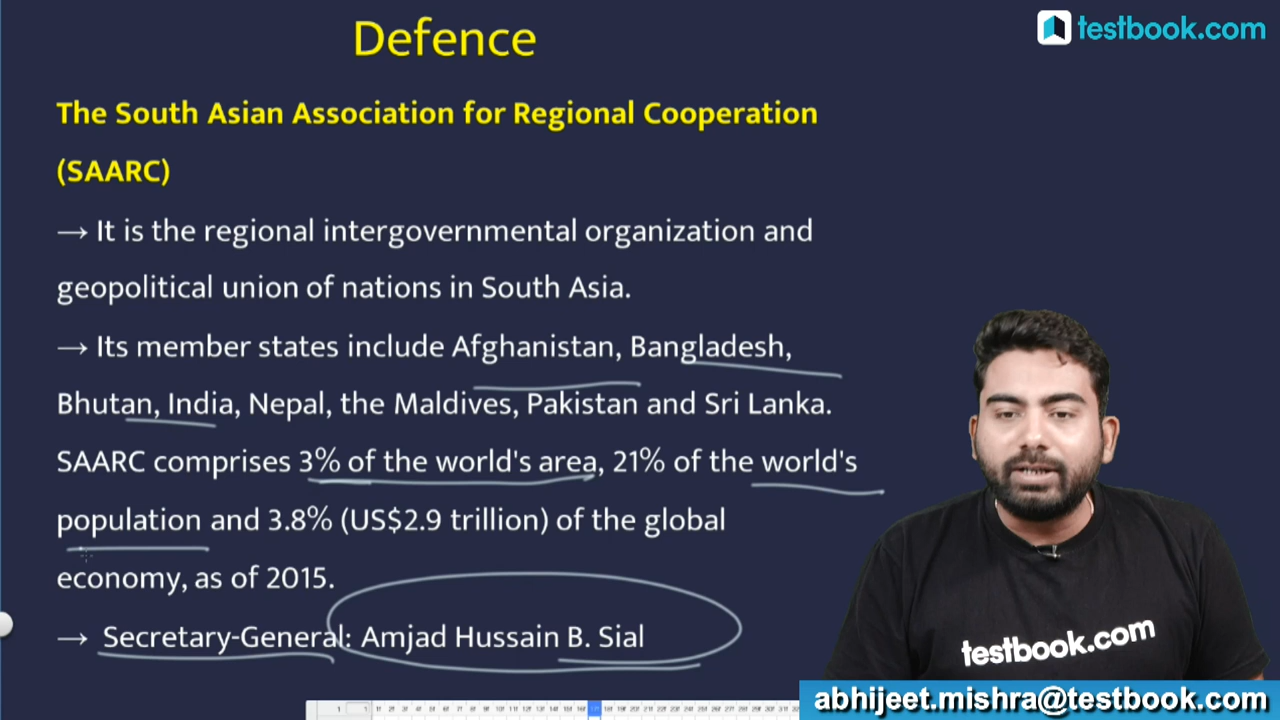 Defence
testbook.com
The South Asian Association for Regional Cooperation
(SAARC)
→ It is the regional intergovernmental organization and
geopolitical union of nations in South Asia.
→ Its member states include Afghanistan, Bangladesh,
Bhutan, India, Nepal, the Maldives, Pakistan and Sri Lanka.
SAARC comprises 3% of the world's area, 21% of the world's
population and 3.8% (US$2.9 trillion) of the global
economy, as of 2015.
→ Secretary-General: Amjad Hussain B. Sial
testbook.com
abhijeet.mishra@testbook.com